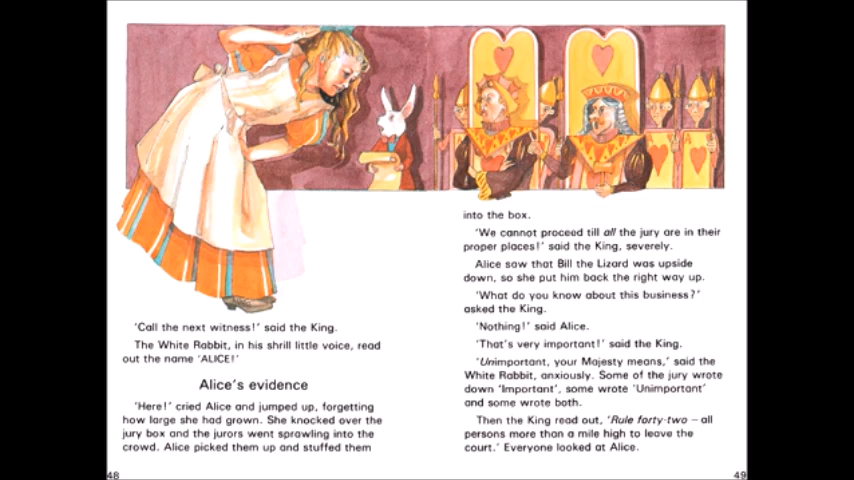 'Call the next witness!' said the King.
The White Rabbit, in his shrill little voice, read
out the name 'ALICE!'
Alice's evidence
'Here!' cried Alice and jumped up, forgetting
how large she had grown. She knocked over the
jury box and the jurors went sprawling into the
crowd. Alice picked them up and stuffed them
48
into the box.
'We cannot proceed till all the jury are in their
proper places!' said the King, severely.
Alice saw that Bill the Lizard was upside
down, so she put him back the right way up.
'What do you know about this business?'
asked the King.
'Nothing!' said Alice.
'That's very important!' said the King.
'Unimportant, your Majesty means,' said the
White Rabbit, anxiously. Some of the jury wrote
down 'Important', some wrote 'Unimportant'
and some wrote both.
Then the King read out, 'Rule forty-two – all
persons more than a mile high to leave the
court.' Everyone looked at Alice.
49